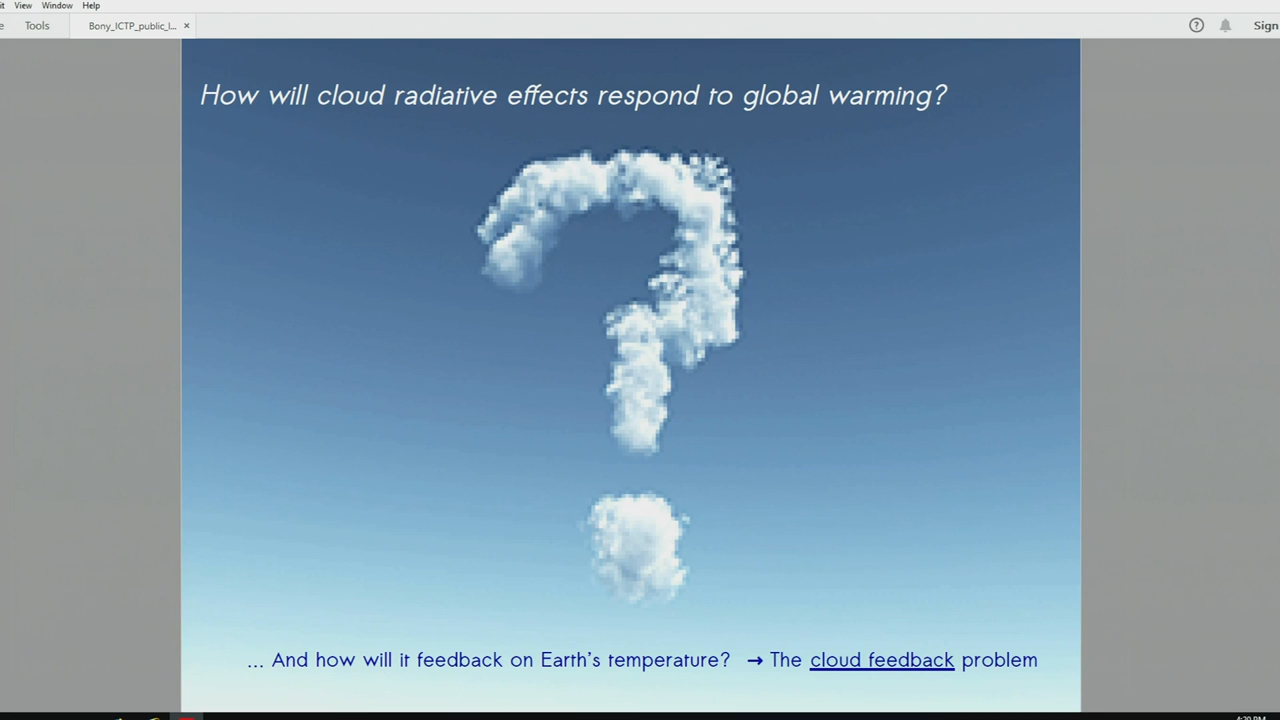 View Window Help
Tools
Bony_ICTP_public_l... ×
Sign
How will cloud radiative effects respond to global warming?
... And how will it feedback on Earth's temperature? → The cloud feedback problem